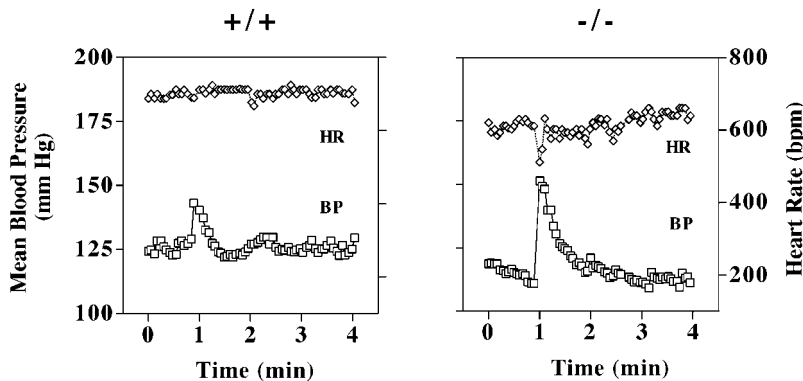 +/+
-/-
Mean Blood Pressure
(mm Hg)
200
175
150
125
100
HR
BP
0 1 2 3 4
Time (min)
HR
BP
0 1 2 3 4
Time (min)
800
600
400
200
Heart Rate (bpm)